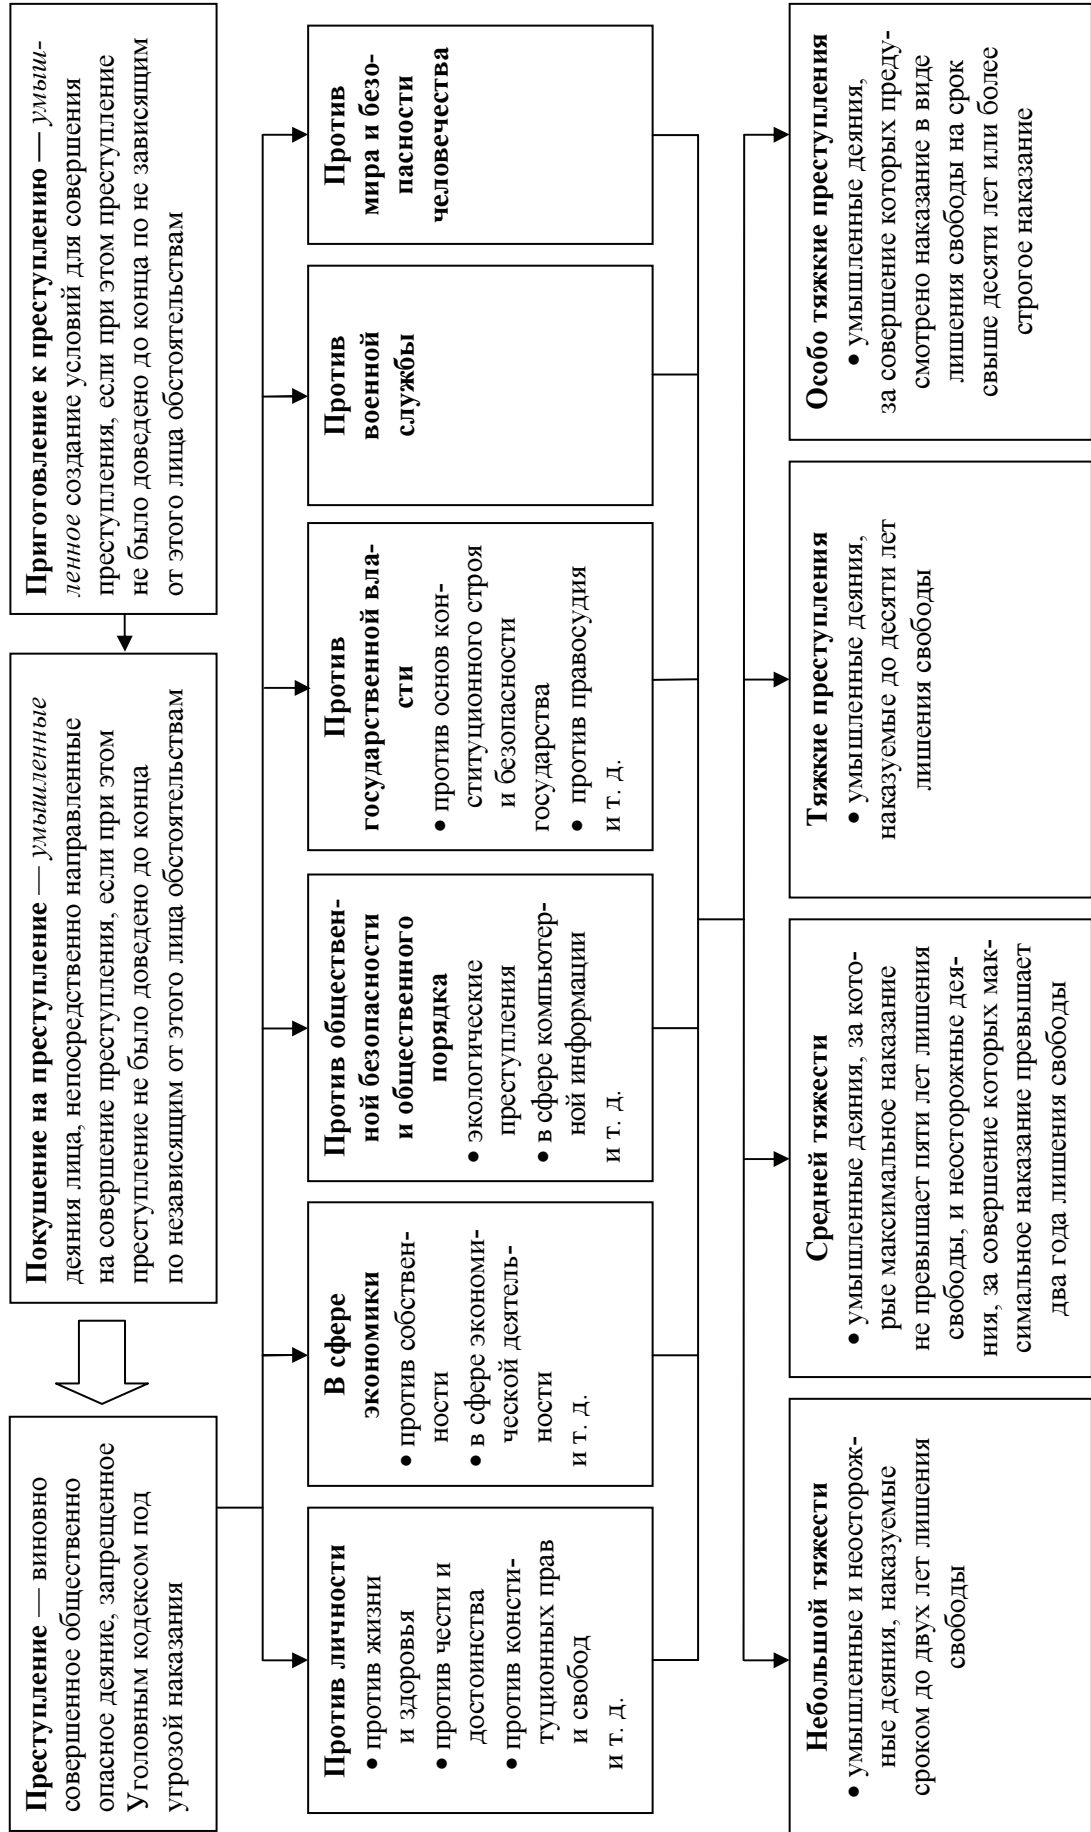 Преступление — виновно
совершенное общественно
опасное деяние, запрещенное
Уголовным кодексом под
угрозой наказания
Покушение на преступление — умышленные
деяния лица, непосредственно направленные
на совершение преступления, если при этом
преступление не было доведено до конца
по независящим от этого лица обстоятельствам
Приготовление к преступлению — умыш-
ленное создание условий для совершения
преступления, если при этом преступление
не было доведено до конца по не зависящим
от этого лица обстоятельствам
Против личности
• против жизни
и здоровья
• против чести и
достоинства
• против консти-
туционных прав
и свобод
и т. д.
В сфере
экономики
• против собствен-
ности
• в сфере экономи-
ческой деятель-
ности
и т. д.
Против обществен-
ной безопасности
и общественного
порядка
• экологические
преступления
• в сфере компьютер-
ной информации
и т. д.
Против
государственной вла-
сти
• против основ кон-
ституционного строя
и безопасности
государства
• против правосудия
и т. д.
Против
военной
службы
Против
мира и безо-
пасности
человечества
Небольшой тяжести
• умышленные и неосторож-
ные деяния, наказуемые
сроком до двух лет лишения
свободы
Средней тяжести
• умышленные деяния, за кото-
рые максимальное наказание
не превышает пяти лет лишения
свободы, и неосторожные дея-
ния, за совершение которых мак-
симальное наказание превышает
два года лишения свободы
Тяжкие преступления
• умышленные деяния,
наказуемые до десяти лет
лишения свободы
Особо тяжкие преступления
• умышленные деяния,
за совершение которых преду-
смотрено наказание в виде
лишения свободы на срок
свыше десяти лет или более
строгое наказание